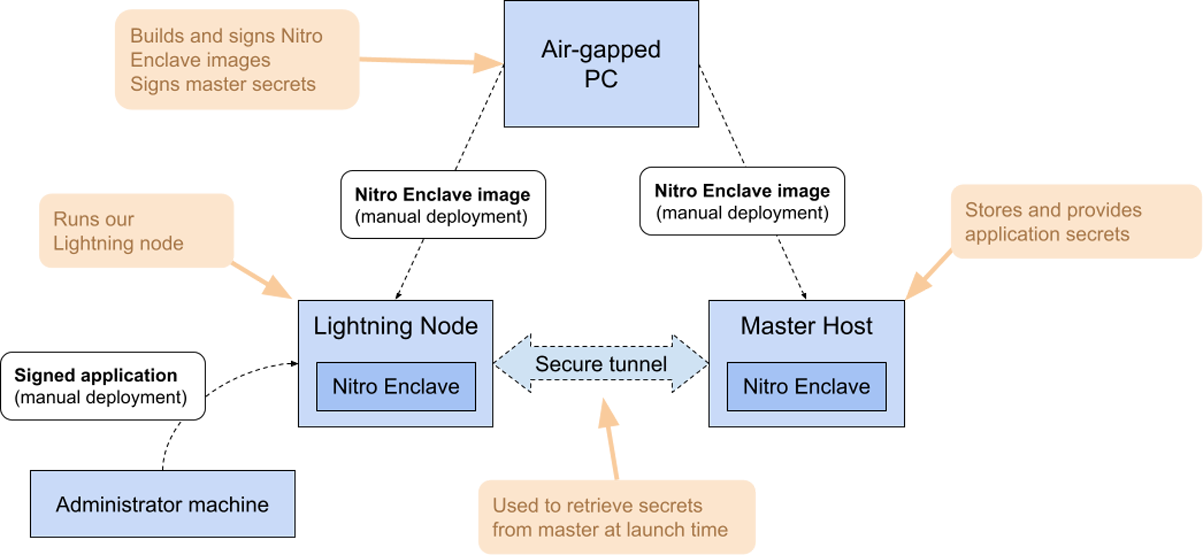 Builds and signs Nitro
Enclave images
Signs master secrets
Air-gapped
PC
Nitro Enclave image
(manual deployment)
Nitro Enclave image
(manual deployment)
Runs our
Lightning node
Stores and provides
application secrets
Lightning Node
Nitro Enclave
Secure tunnel
Master Host
Nitro Enclave
Signed application
(manual deployment)
Administrator machine
Used to retrieve secrets
from master at launch time